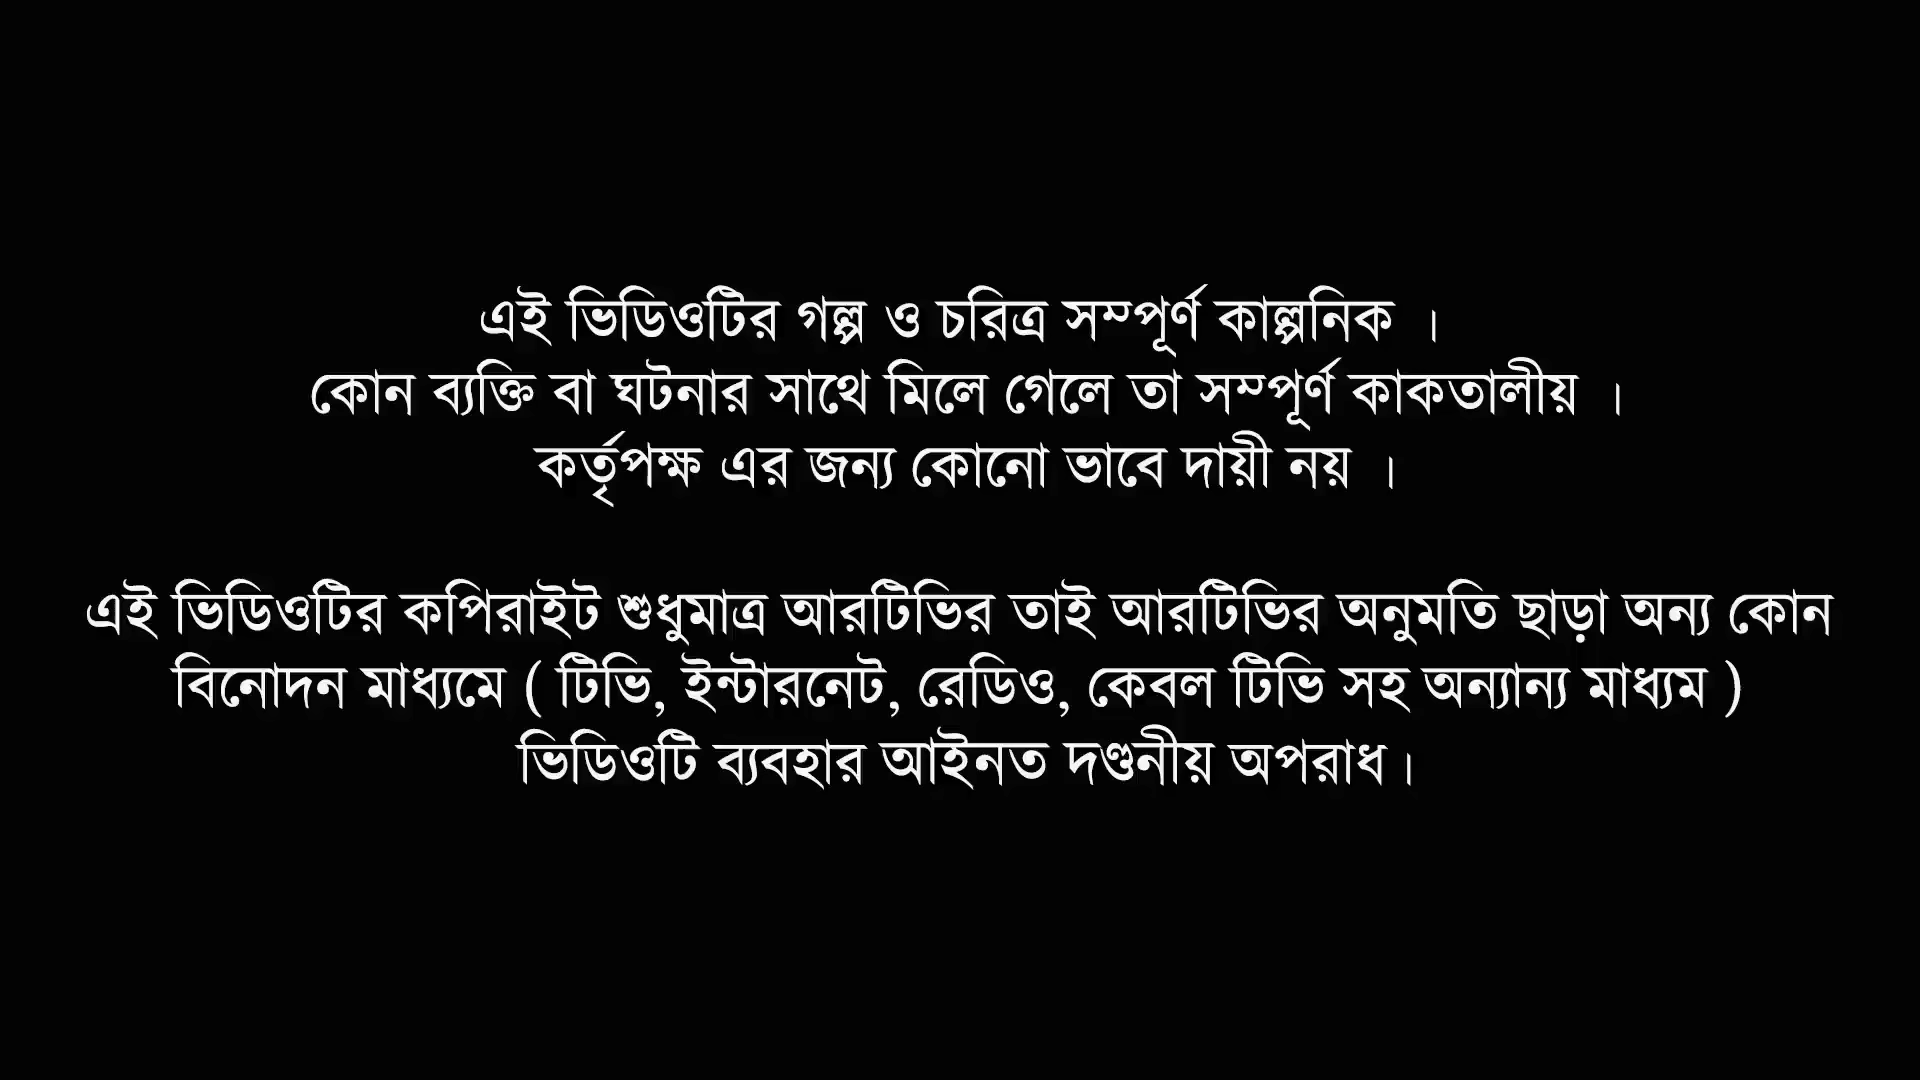 এই ভিডিওটির গল্প ও চরিত্র সম্পূর্ণ কাল্পনিক ।
কোন ব্যক্তি বা ঘটনার সাথে মিলে গেলে তা সম্পূর্ণ কাকতালীয় ।
কর্তৃপক্ষ এর জন্য কোনো ভাবে দায়ী নয় ।
এই ভিডিওটির কপিরাইট শুধুমাত্র আরটিভির তাই আরটিভির অনুমতি ছাড়া অন্য কোন
বিনোদন মাধ্যমে ( টিভি, ইন্টারনেট, রেডিও, কেবল টিভি সহ অন্যান্য মাধ্যম )
ভিডিওটি ব্যবহার আইনত দণ্ডনীয় অপরাধ।